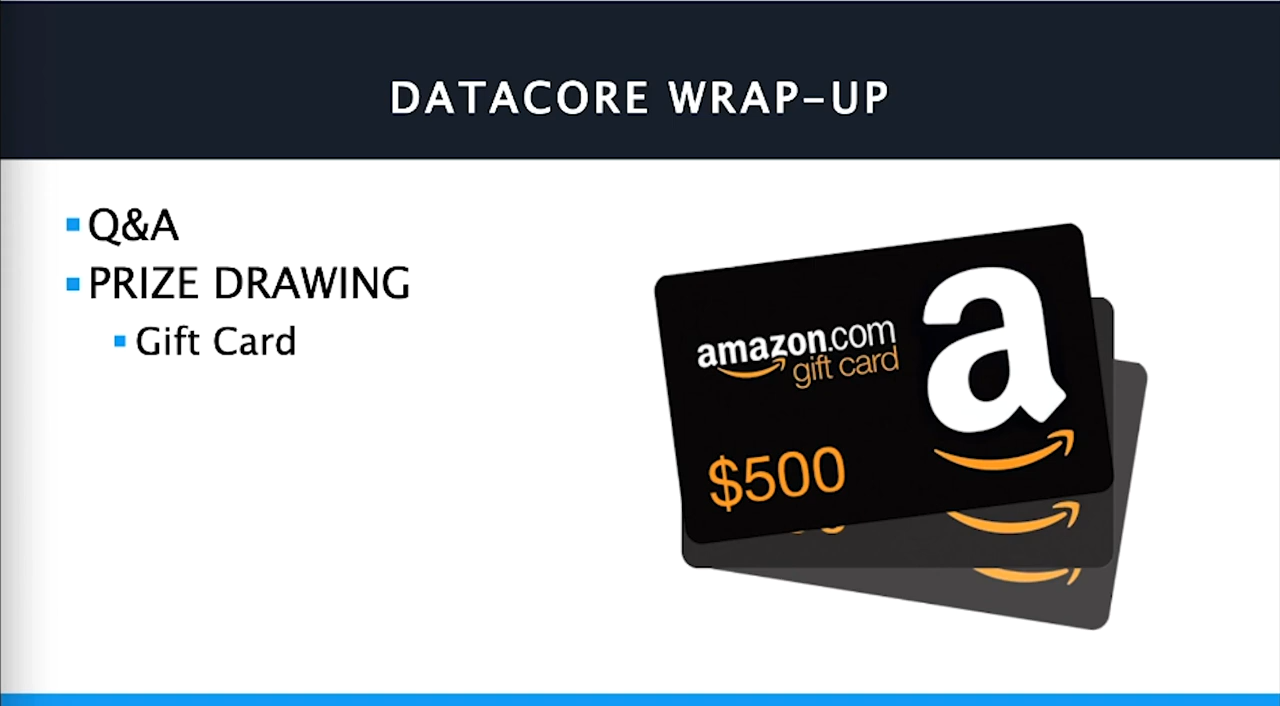 DATACORE WRAP-UP
Q&A
PRIZE DRAWING
Gift Card
amazon.com
gift card
$500
a